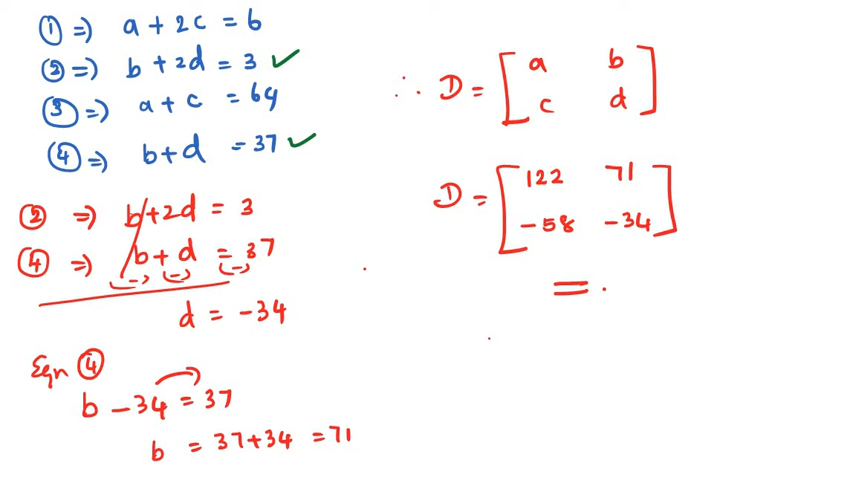 ① ⇒ a + 2c = 6
② ⇒ b + 2d = 3 ✓
③ ⇒ a + c = 64
④ ⇒ b + d = 37 ✓
② ⇒ b + 2d = 3
④ ⇒ b + d = 37
(-) (-) (-)
d = -34
Eqn ④
b - 34 = 37
b = 37 + 34 = 71
∴ D = [ a b
c d ]
D = [ 122 71
-58 -34 ]